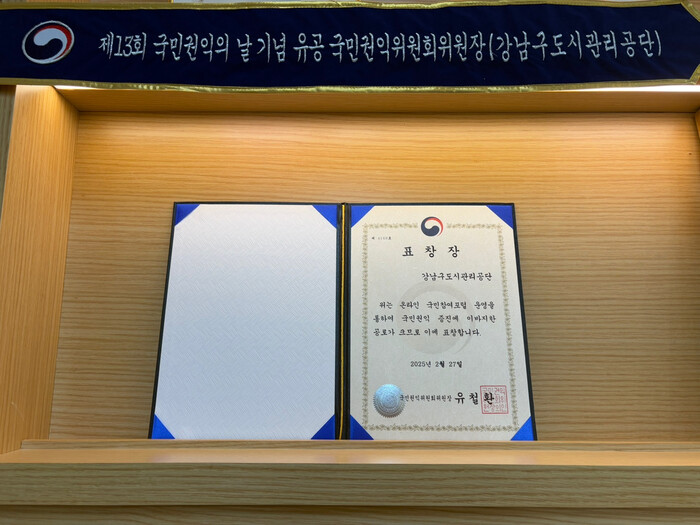 제13회 국민권익의 날 기념 유공 국민권익위원회위원장(강남구도시관리공단)
표창장
강남구도시관리공단
위는 온라인 국민참여포털 운영을
통하여 국민권익 증진에 이바지한
공로가 크므로 이에 표창합니다.
2025년 2월 27일
국민권익위원회위원장 유철환